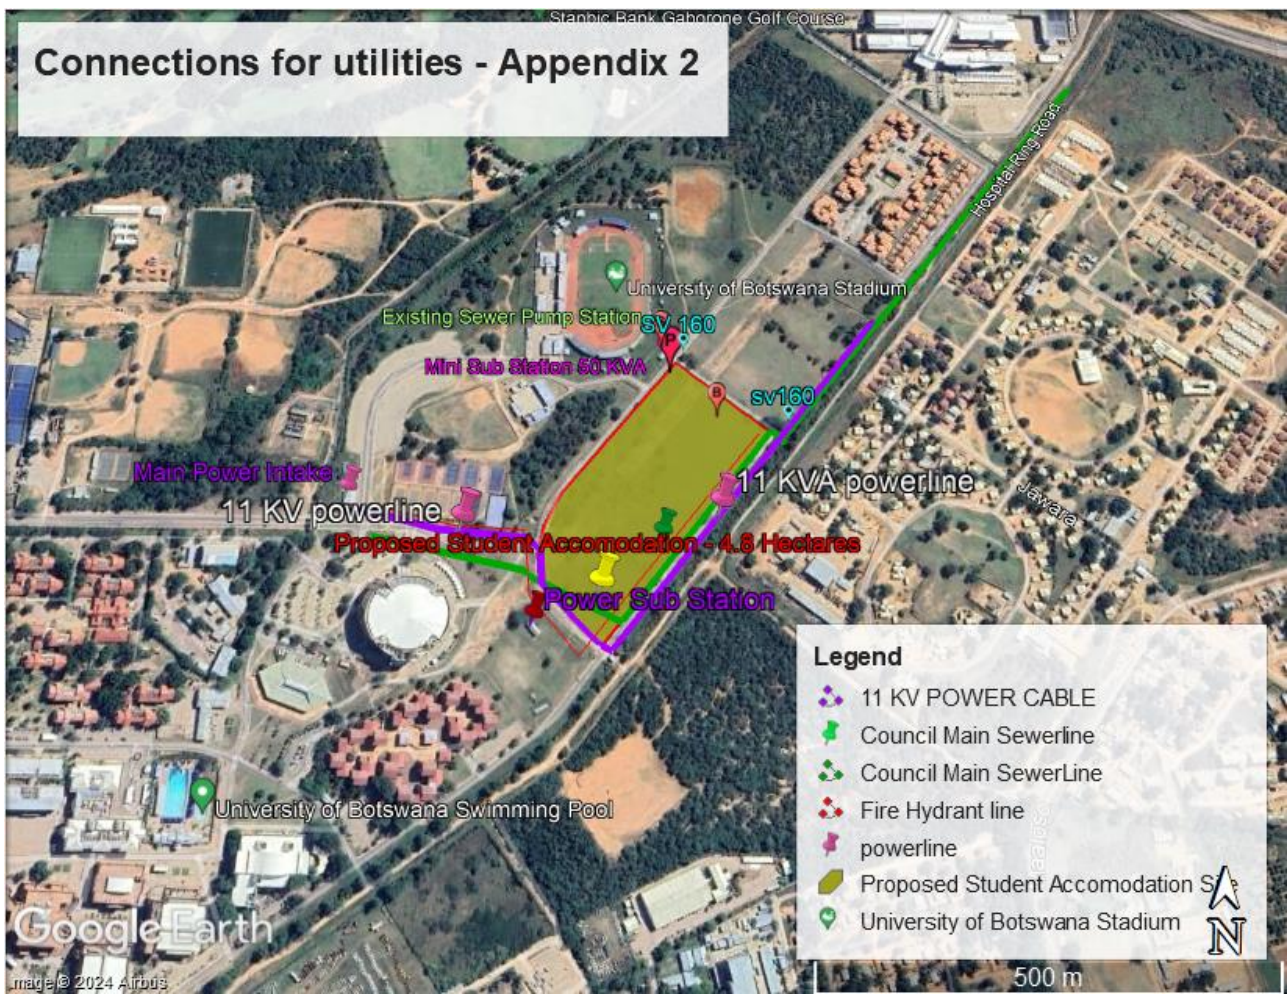 Stanbic Bank Gaborone Golf Course
Connections for utilities - Appendix 2
Hospital Ring Road
University of Botswana Stadium
Existing Sewer Pump Station
SV 160
P
Mini Sub Station 50 KVA
B
sv160
Main Power Intake
11 KV powerline
11 KVA powerline
Jawara
Proposed Student Accomodation - 4.8 Hectares
Power Sub Station
University of Botswana Swimming Pool
Legend
11 KV POWER CABLE
Council Main Sewerline
Council Main SewerLine
Fire Hydrant line
powerline
Proposed Student Accomodation
University of Botswana Stadium
N
Google Earth
Image © 2024 Airbus
500 m